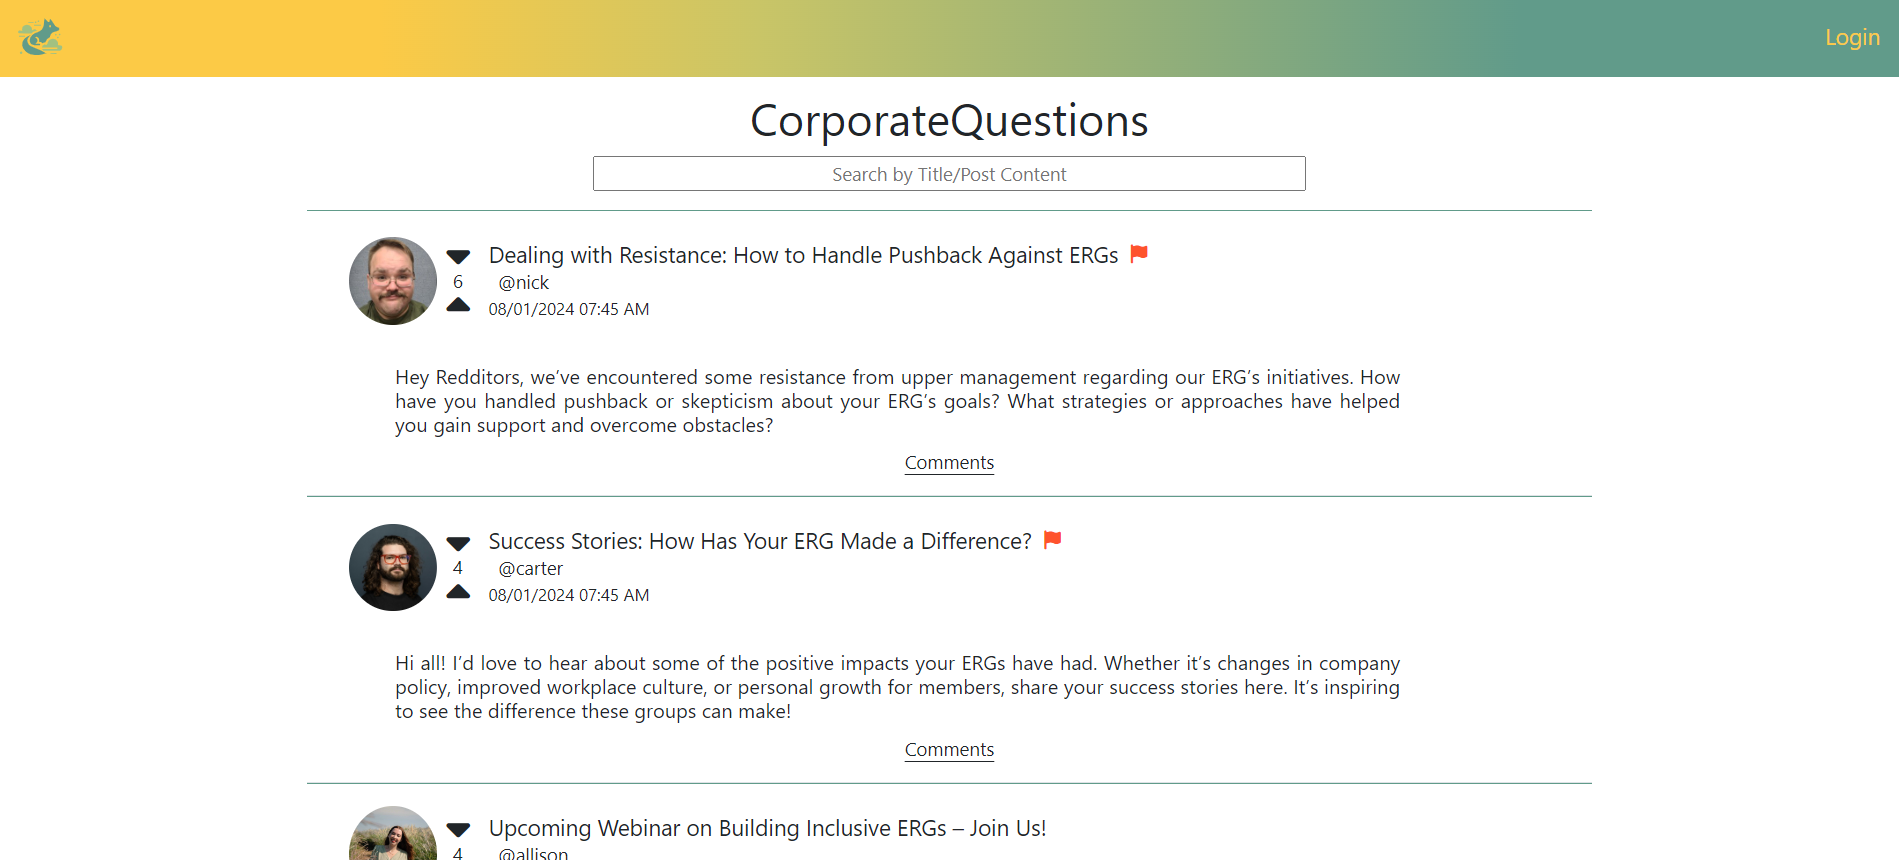 Login
CorporateQuestions
Search by Title/Post Content
Dealing with Resistance: How to Handle Pushback Against ERGs
6
@nick
08/01/2024 07:45 AM
Hey Redditors, we’ve encountered some resistance from upper management regarding our ERG’s initiatives. How
have you handled pushback or skepticism about your ERG’s goals? What strategies or approaches have helped
you gain support and overcome obstacles?
Comments
Success Stories: How Has Your ERG Made a Difference?
4
@carter
08/01/2024 07:45 AM
Hi all! I’d love to hear about some of the positive impacts your ERGs have had. Whether it’s changes in company
policy, improved workplace culture, or personal growth for members, share your success stories here. It’s inspiring
to see the difference these groups can make!
Comments
Upcoming Webinar on Building Inclusive ERGs – Join Us!
4
@allison